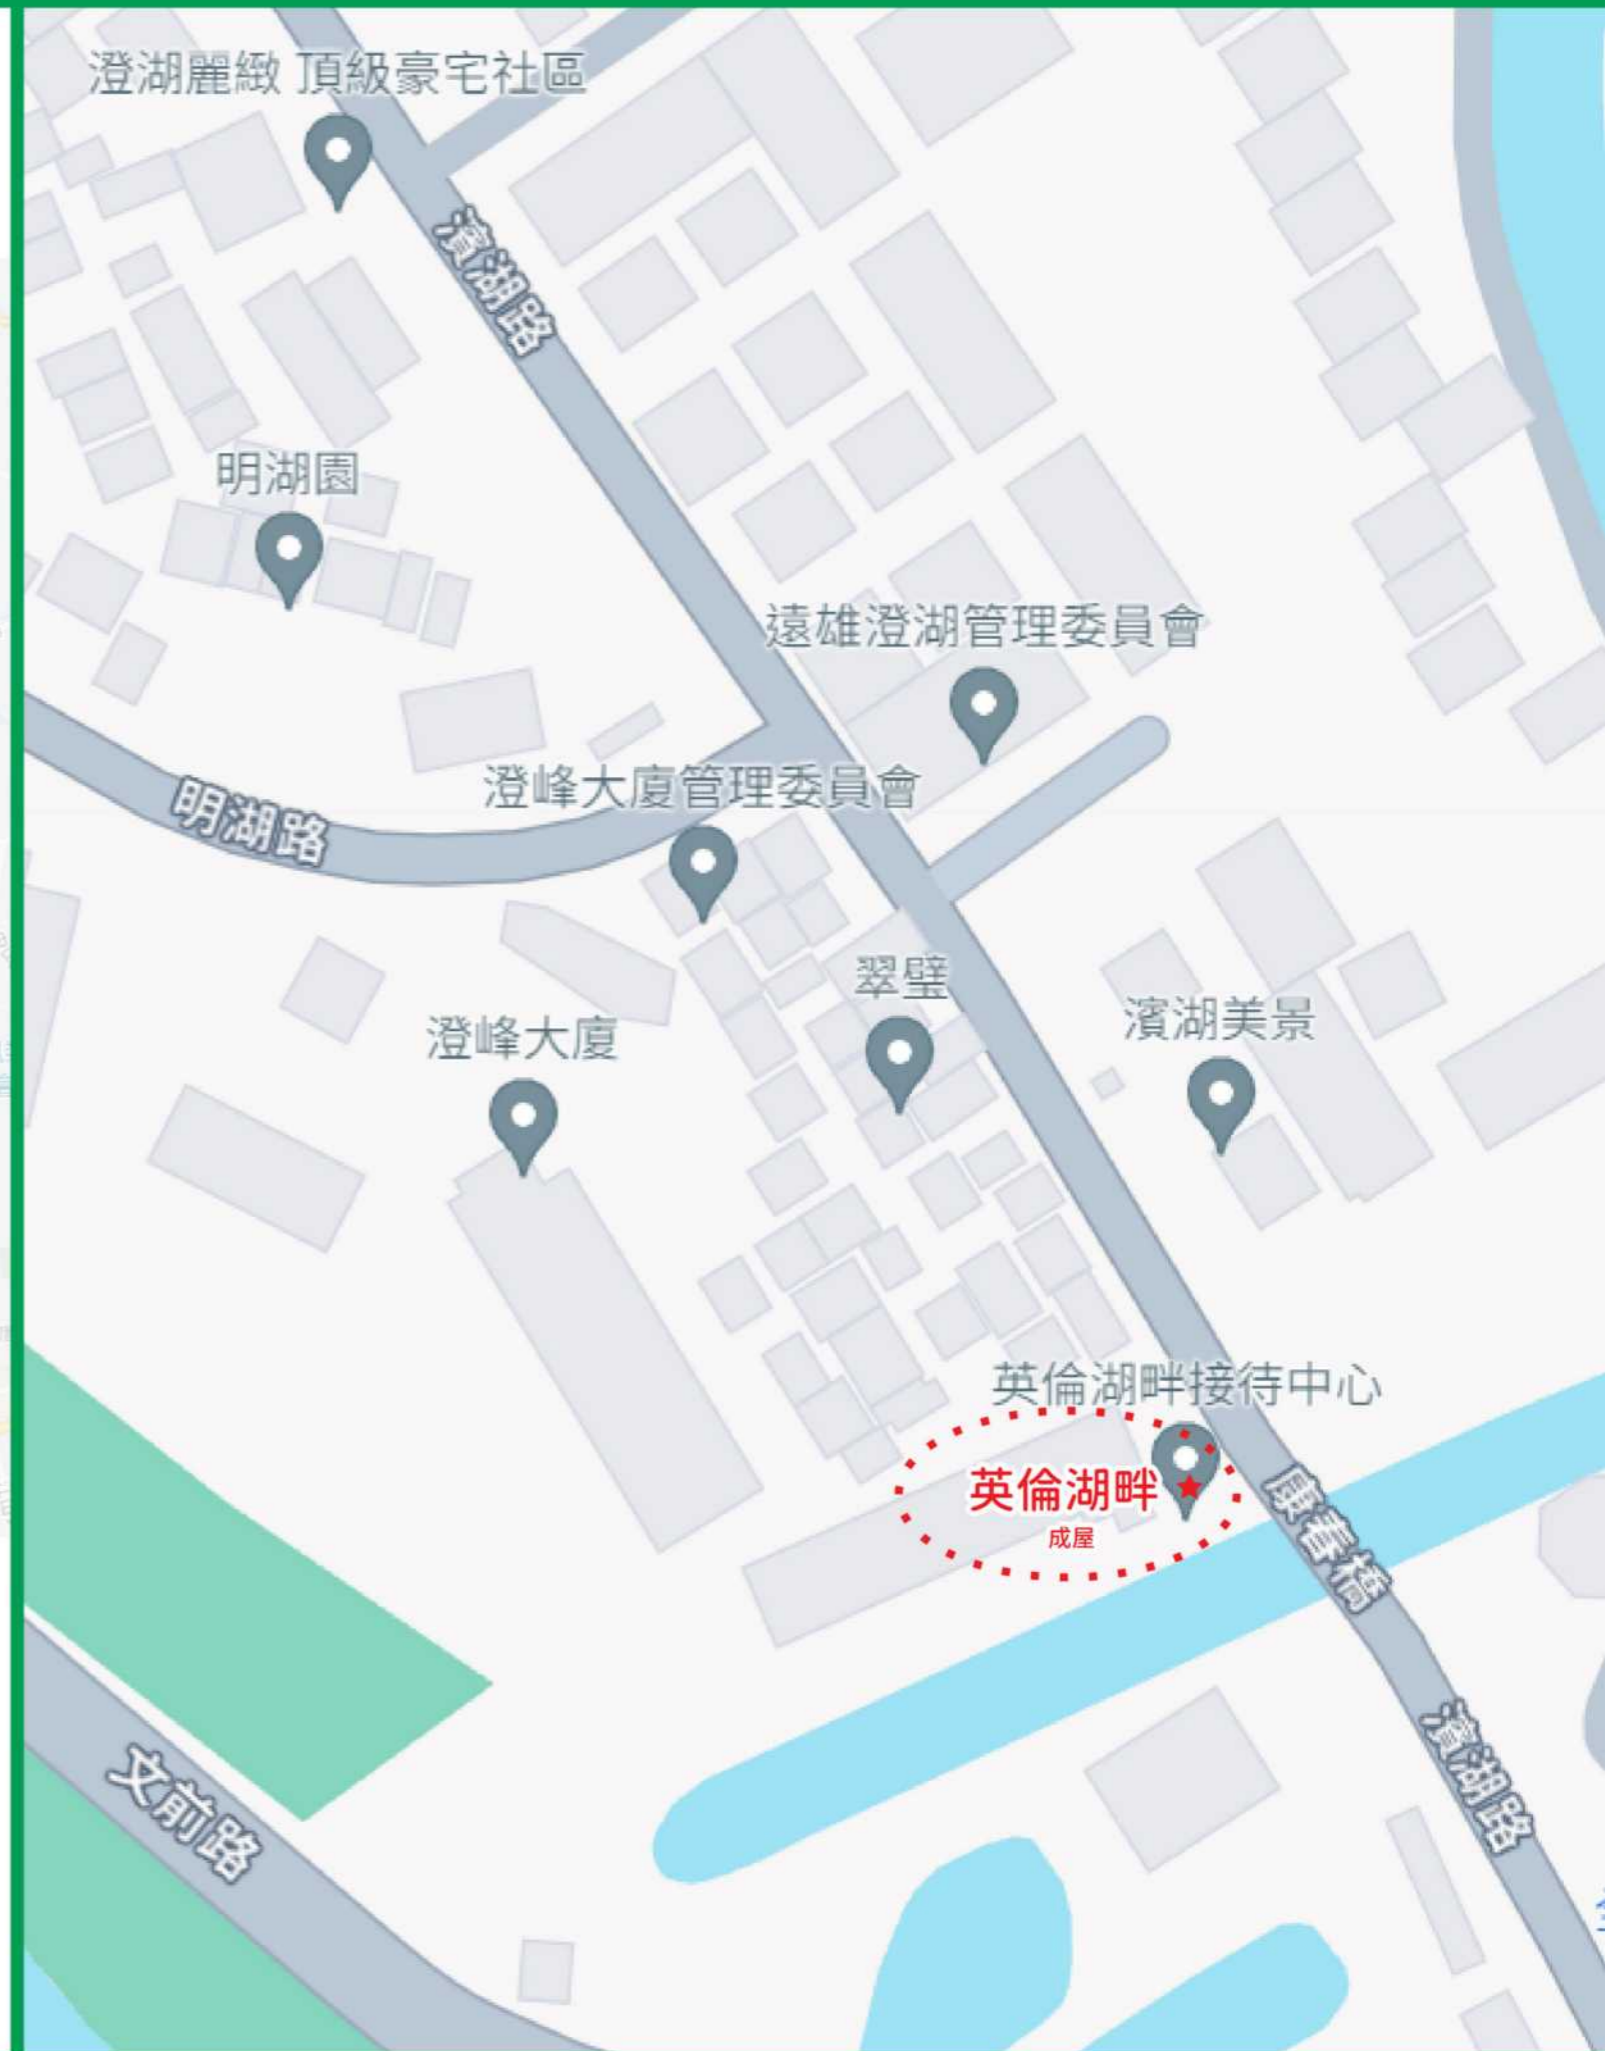 澄湖麗緻 頂級豪宅社區
濱湖路
明湖園
遠雄澄湖管理委員會
澄峰大廈管理委員會
明湖路
翠璧
濱湖美景
澄峰大廈
英倫湖畔接待中心
英倫湖畔
成屋
康春橋
濱湖路
文前路